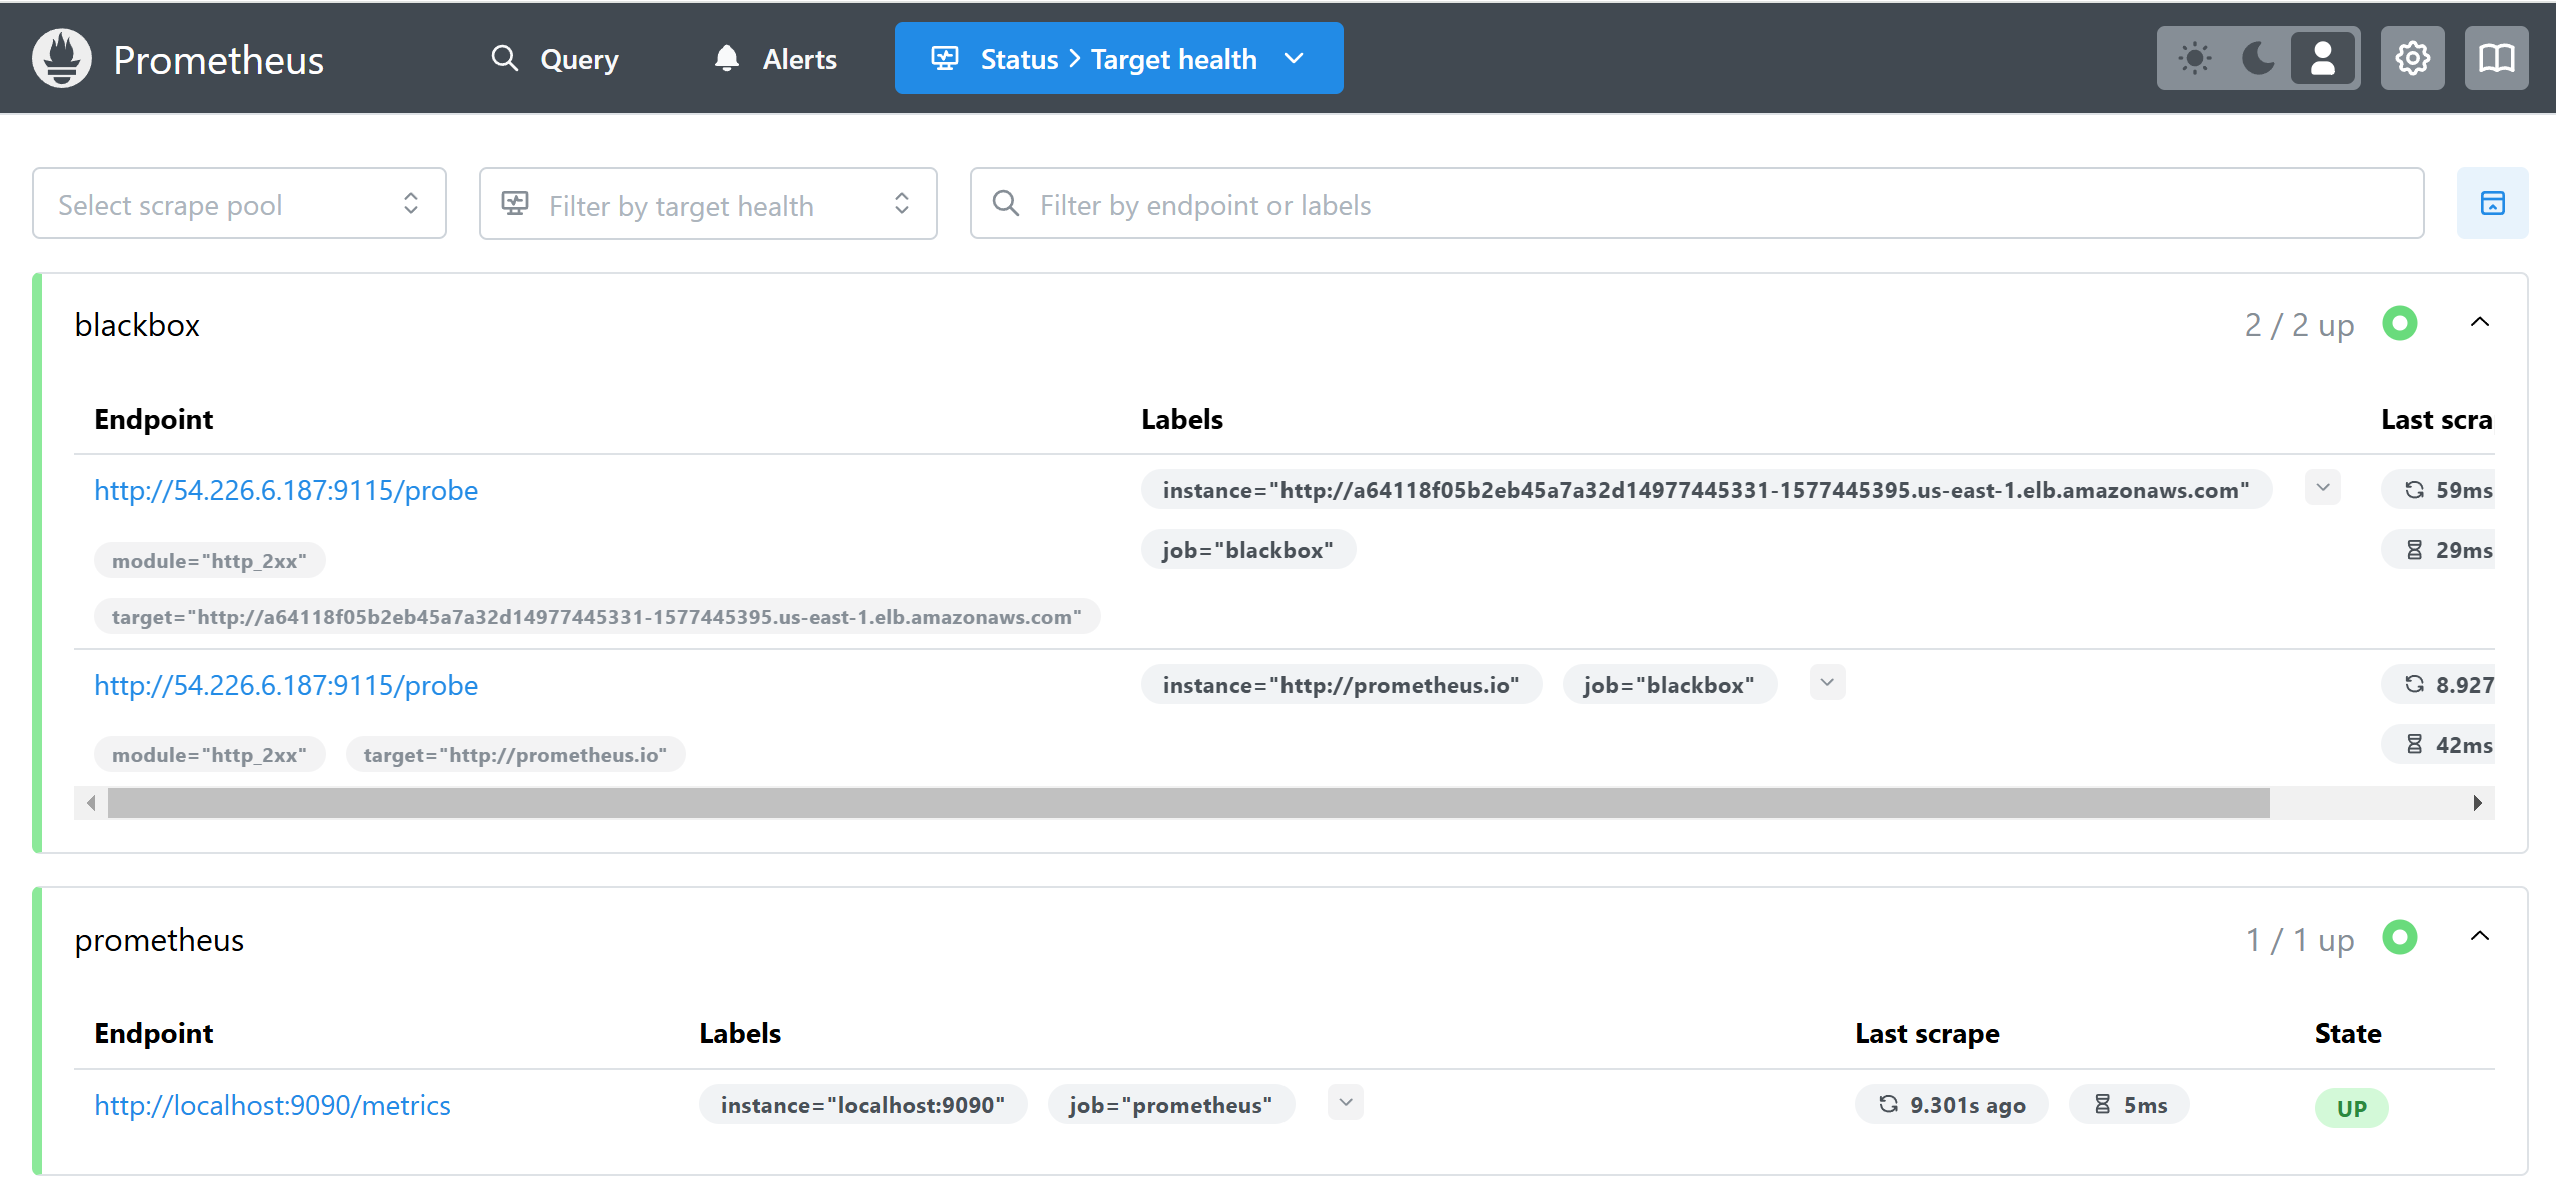 Prometheus Query Alerts Status > Target health
Select scrape pool Filter by target health Filter by endpoint or labels
blackbox 2 / 2 up
Endpoint Labels Last scra
http://54.226.6.187:9115/probe instance="http://a64118f05b2eb45a7a32d14977445331-1577445395.us-east-1.elb.amazonaws.com" 59ms
job="blackbox" 29ms
module="http_2xx"
target="http://a64118f05b2eb45a7a32d14977445331-1577445395.us-east-1.elb.amazonaws.com"
http://54.226.6.187:9115/probe instance="http://prometheus.io" job="blackbox" 8.927
module="http_2xx" target="http://prometheus.io" 42ms
prometheus 1 / 1 up
Endpoint Labels Last scrape State
http://localhost:9090/metrics instance="localhost:9090" job="prometheus" 9.301s ago 5ms UP